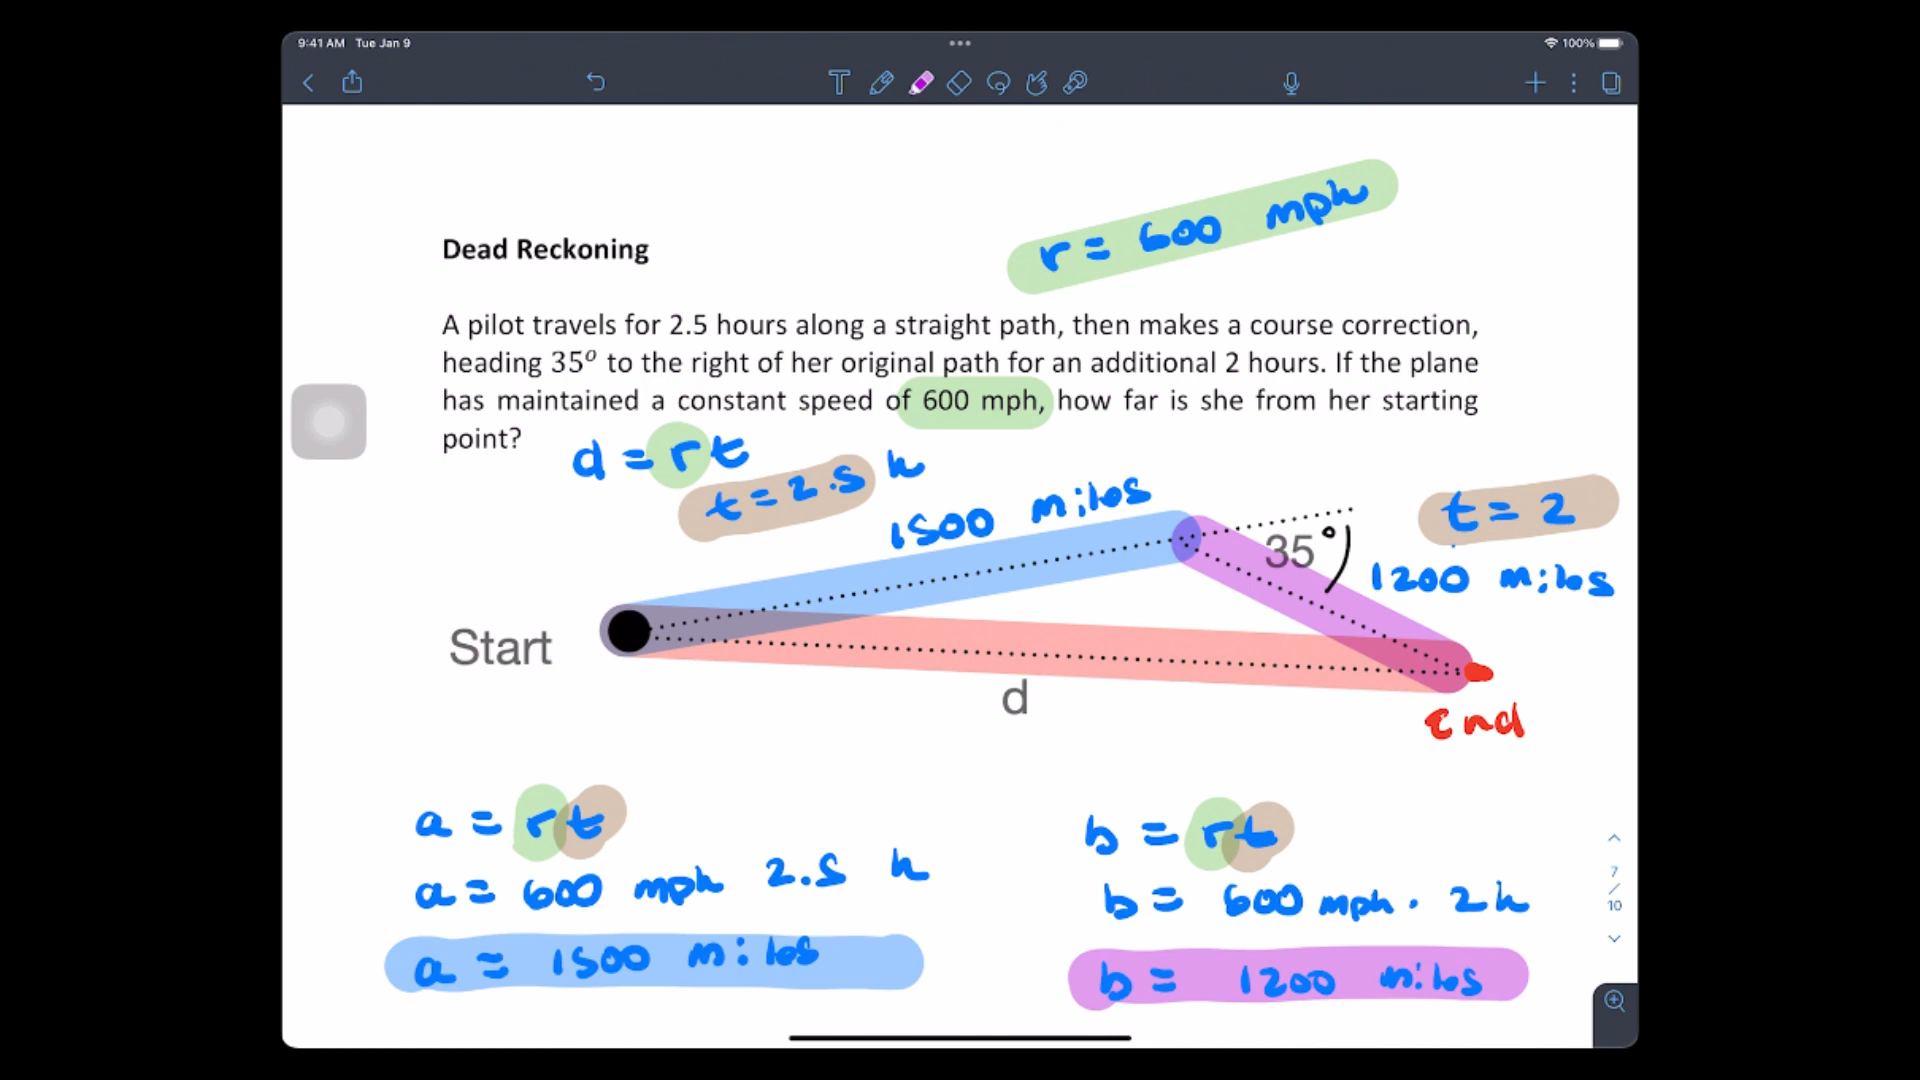 9:41 AM Tue Jan 9
100%
r = 600 mph
Dead Reckoning
A pilot travels for 2.5 hours along a straight path, then makes a course correction,
heading 35° to the right of her original path for an additional 2 hours. If the plane
has maintained a constant speed of 600 mph, how far is she from her starting
point?
d = rt
t = 2.5 h
1500 miles
t = 2
35°
1200 miles
Start
d
End
a = rt
b = rt
a = 600 mph 2.5 h
b = 600 mph · 2h
a = 1500 miles
b = 1200 miles
7
/
10